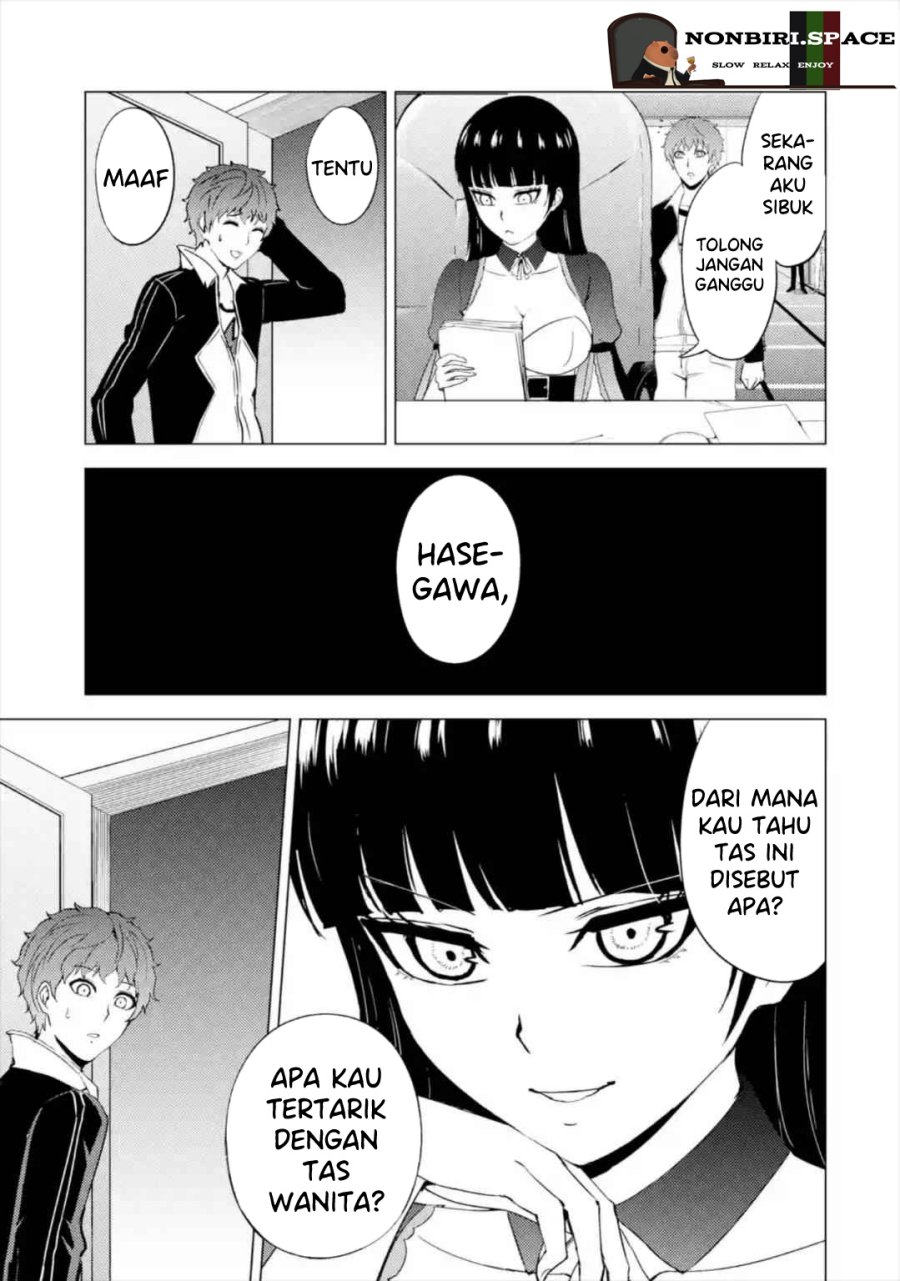 NONBIRI.SPACE
SLOW RELAX ENJOY
SEKA-
RANG
AKU
SIBUK
TOLONG
JANGAN
GANGGU
TENTU
MAAF
HASE-
GAWA,
DARI MANA
KAU TAHU
TAS INI
DISEBUT
APA?
APA KAU
TERTARIK
DENGAN
TAS
WANITA?